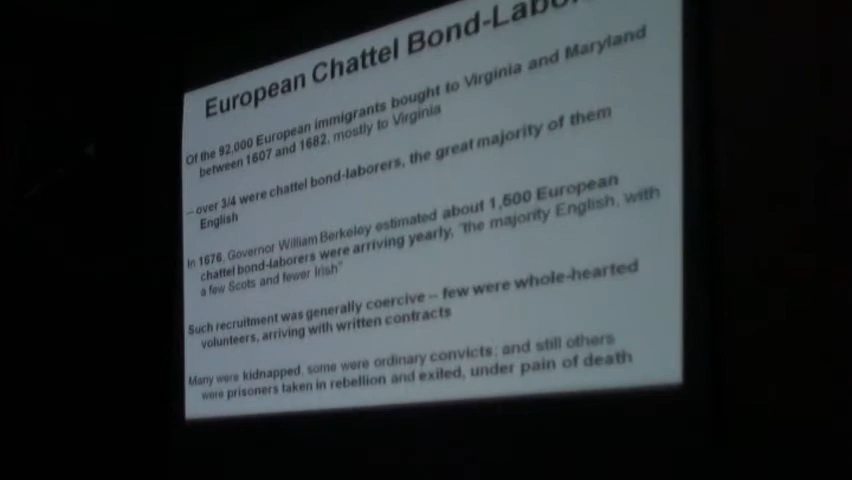 European Chattel Bond-Labo
Of the 92,000 European immigrants bought to Virginia and Maryland
between 1607 and 1682, mostly to Virginia
– over 3/4 were chattel bond-laborers, the great majority of them
English
In 1676, Governor William Berkeley estimated about 1,500 European
chattel bond-laborers were arriving yearly, "the majority English, with
a few Scots and fewer Irish"
Such recruitment was generally coercive – few were whole-hearted
volunteers, arriving with written contracts
Many were kidnapped, some were ordinary convicts; and still others
were prisoners taken in rebellion and exiled, under pain of death